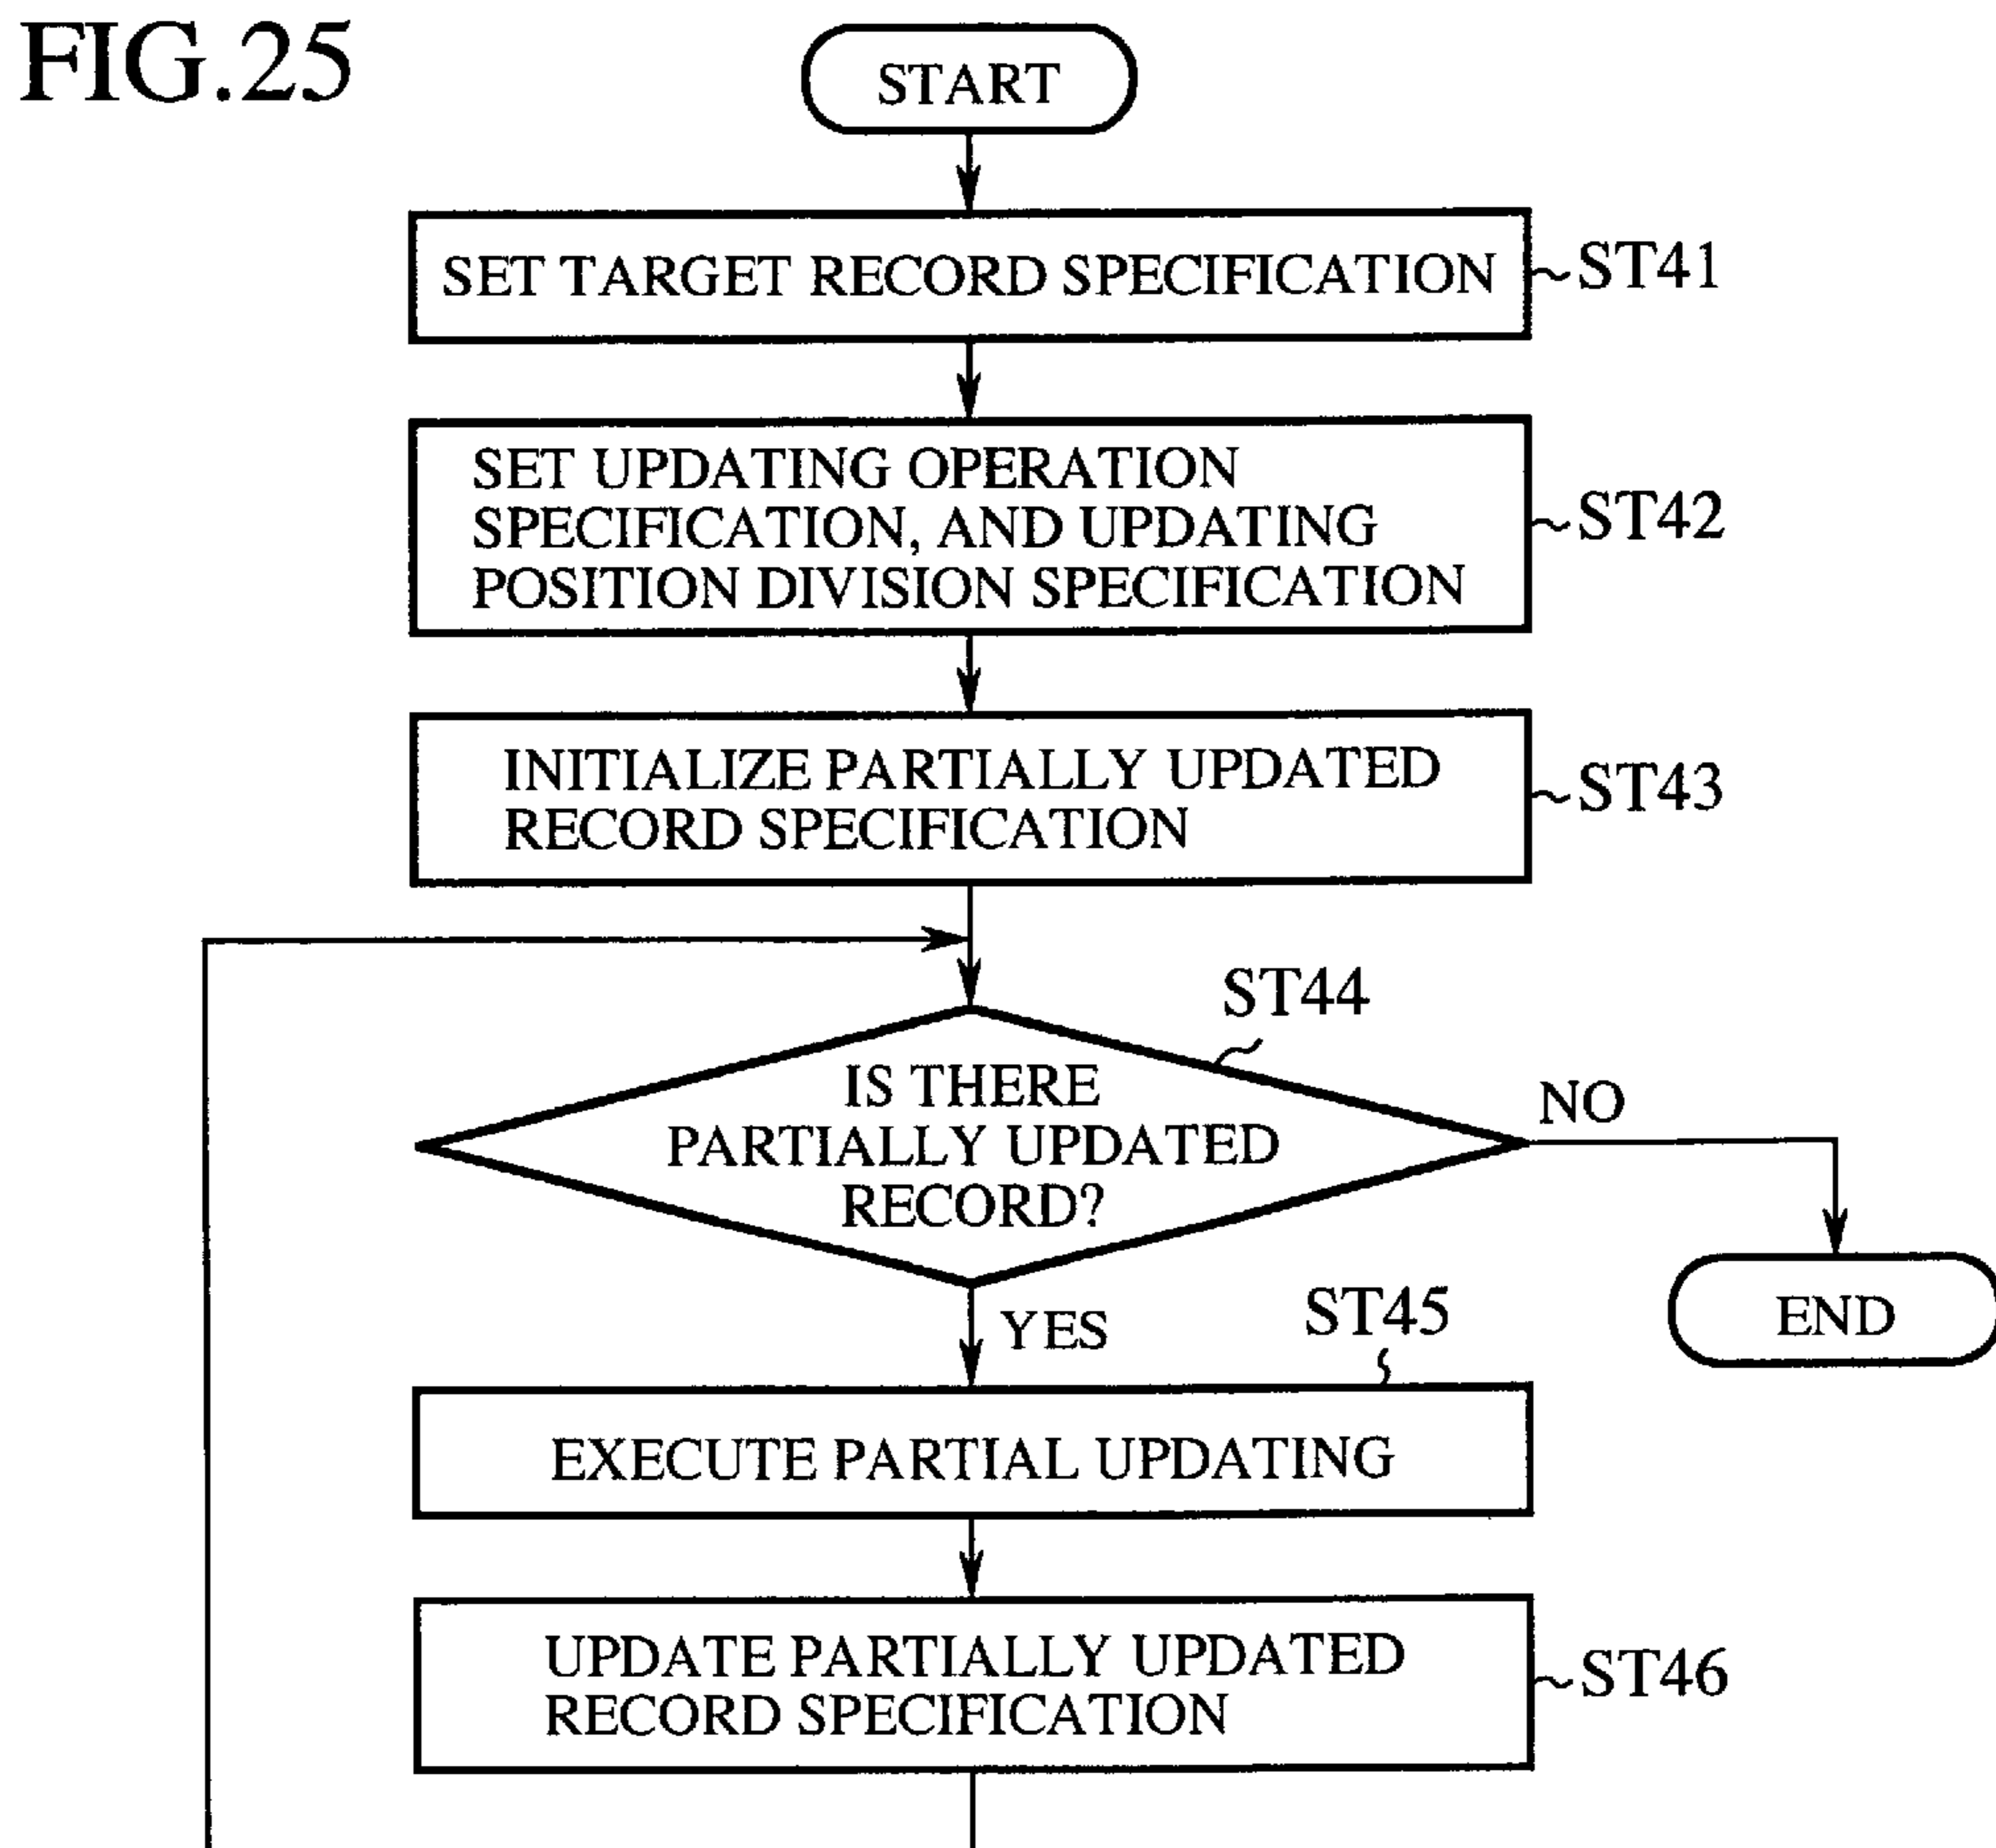 FIG.25
START
SET TARGET RECORD SPECIFICATION
ST41
SET UPDATING OPERATION
SPECIFICATION, AND UPDATING
POSITION DIVISION SPECIFICATION
ST42
INITIALIZE PARTIALLY UPDATED
RECORD SPECIFICATION
ST43
ST44
IS THERE
PARTIALLY UPDATED
RECORD?
NO
END
YES
ST45
EXECUTE PARTIAL UPDATING
UPDATE PARTIALLY UPDATED
RECORD SPECIFICATION
ST46